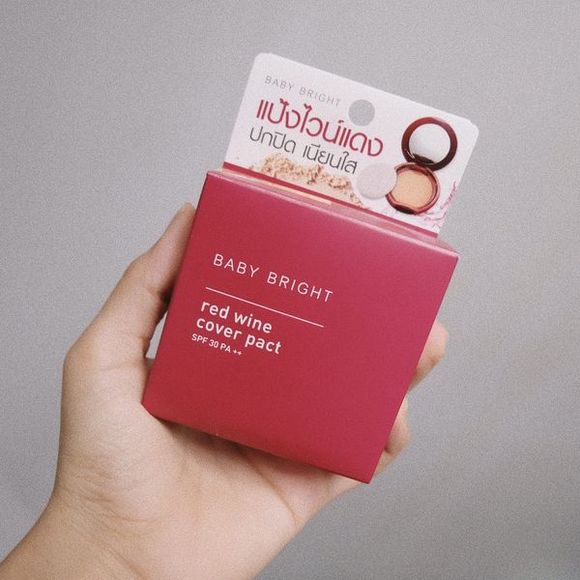 BABY BRIGHT
แป้งไวน์แดง
ปกปิด เนียนใส
BABY BRIGHT
red wine
cover pact
SPF 30 PA ++